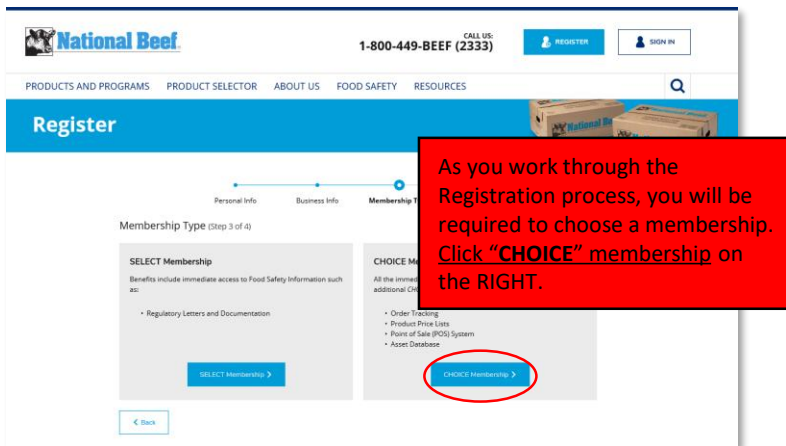 National Beef
CALL US:
1-800-449-BEEF (2333)
REGISTER
SIGN IN
PRODUCTS AND PROGRAMS PRODUCT SELECTOR ABOUT US FOOD SAFETY RESOURCES
Register
National Be
As you work through the
Registration process, you will be
required to choose a membership.
Click “CHOICE” membership on
the RIGHT.
Personal Info Business Info Membership T
Membership Type (Step 3 of 4)
SELECT Membership
Benefits include immediate access to Food Safety Information such
as:
• Regulatory Letters and Documentation
SELECT Membership >
CHOICE Me
All the immed
additional CHO
• Order Tracking
• Product Price Lists
• Point of Sale (POS) System
• Asset Database
CHOICE Membership >
< Back